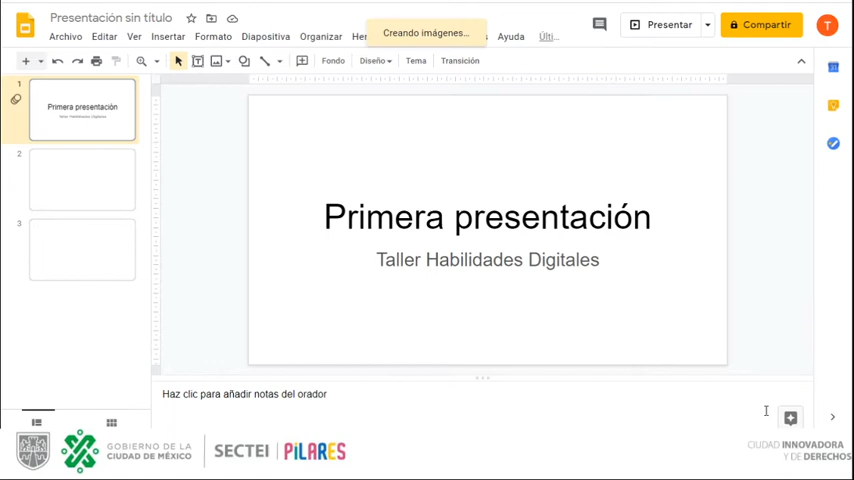 Presentación sin título
Archivo Editar Ver Insertar Formato Diapositiva Organizar Creando imágenes... Ayuda Últi...
Presentar
Compartir
T
Fondo Diseño Tema Transición
1
Primera presentación
Taller Habilidades Digitales
2
3
Primera presentación
Taller Habilidades Digitales
Haz clic para añadir notas del orador
GOBIERNO DE LA
CIUDAD DE MÉXICO
SECTEI
PILARES
CIUDAD INNOVADORA
Y DE DERECHOS